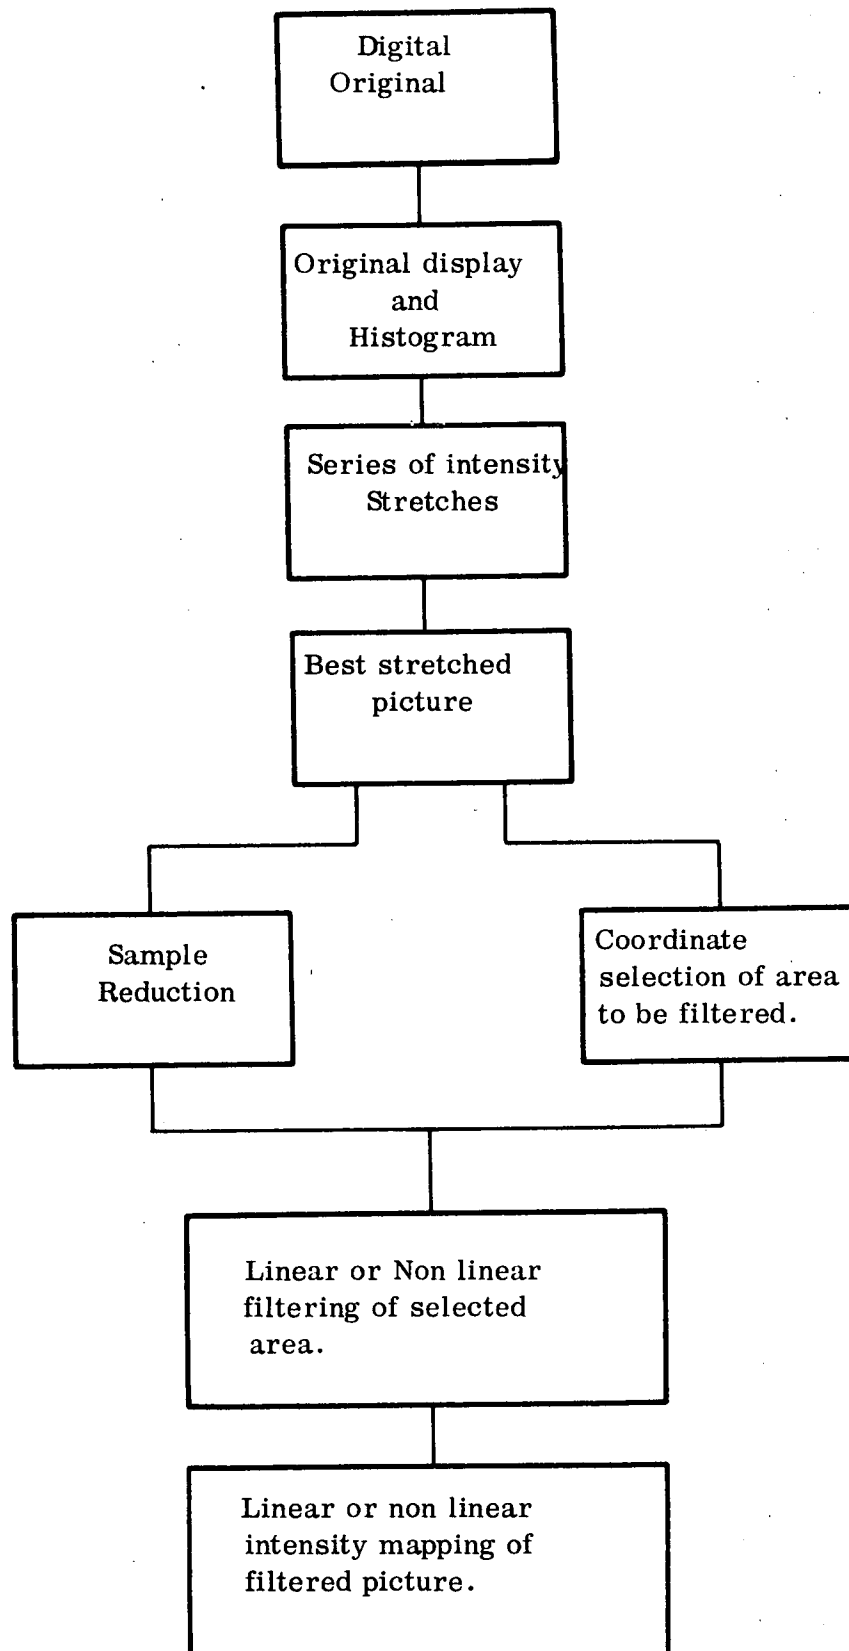 Digital
Original
Original display
and
Histogram
Series of intensity
Stretches
Best stretched
picture
Sample
Reduction
Coordinate
selection of area
to be filtered.
Linear or Non linear
filtering of selected
area.
Linear or non linear
intensity mapping of
filtered picture.